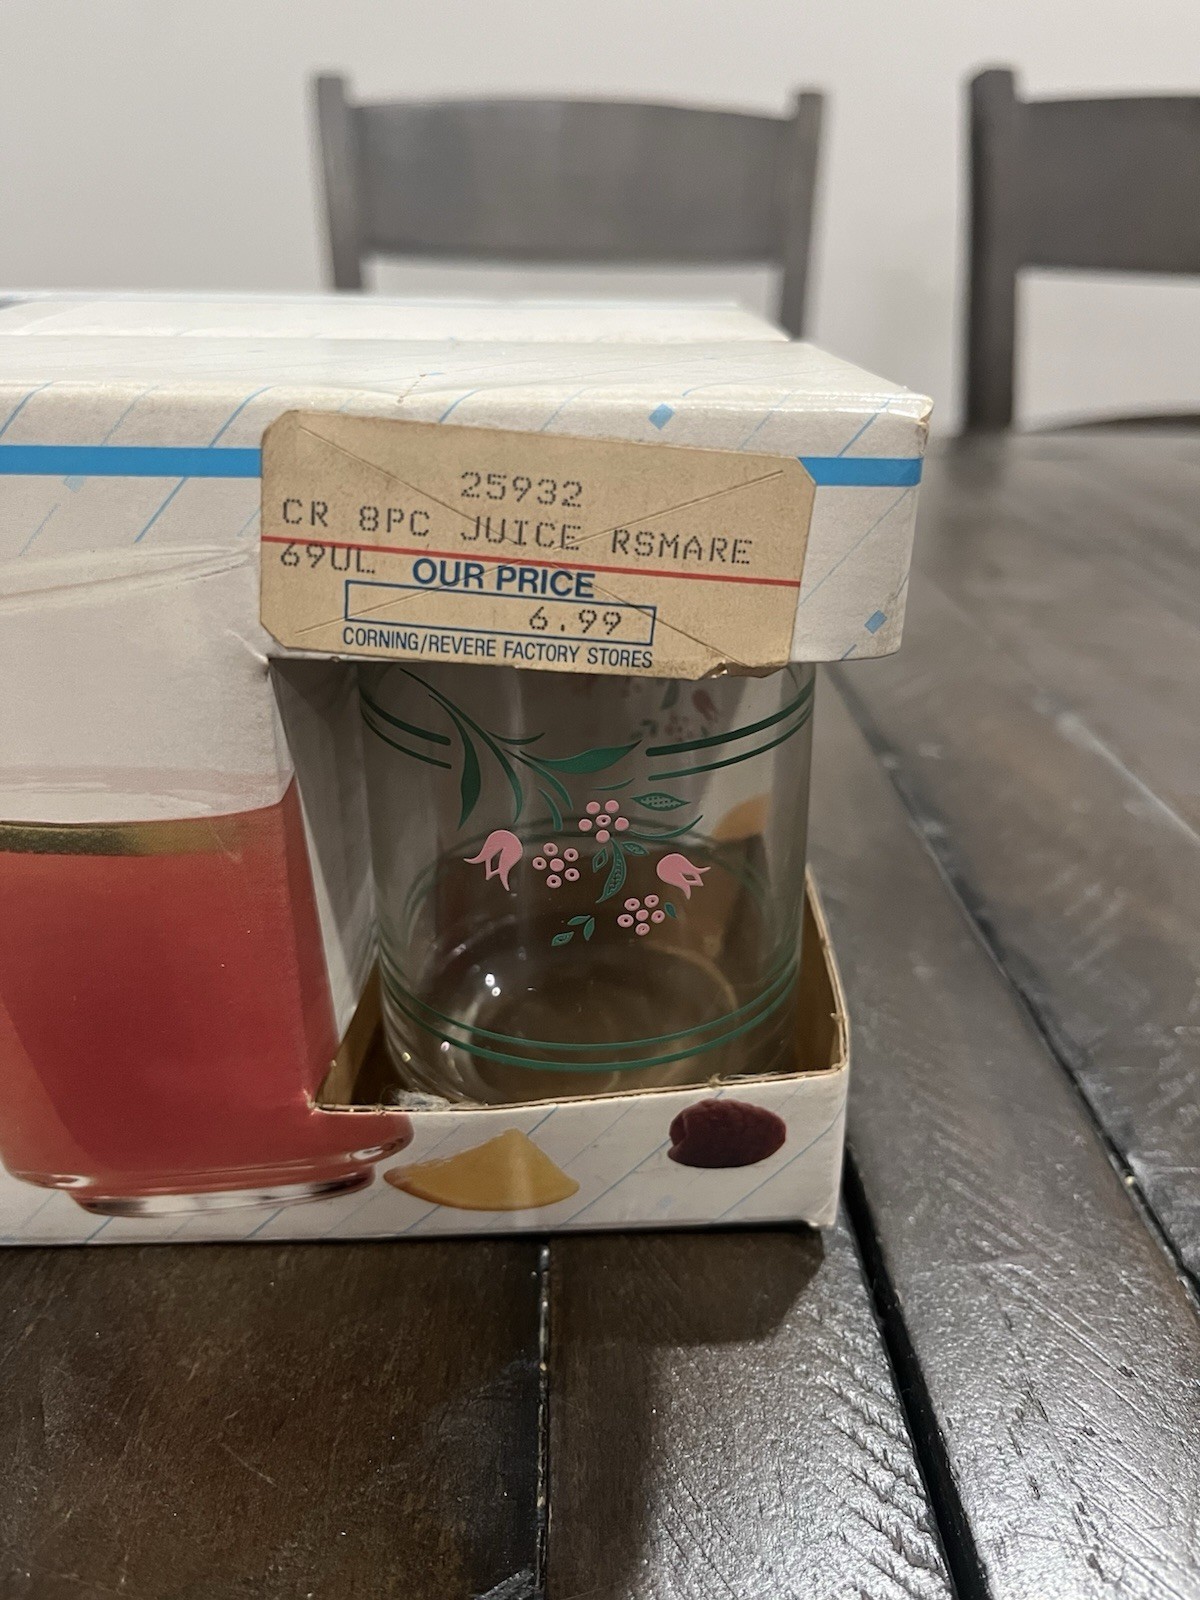 25932
CR 8PC JUICE RSMARE
69UL
OUR PRICE
6.99
CORNING/REVERE FACTORY STORES